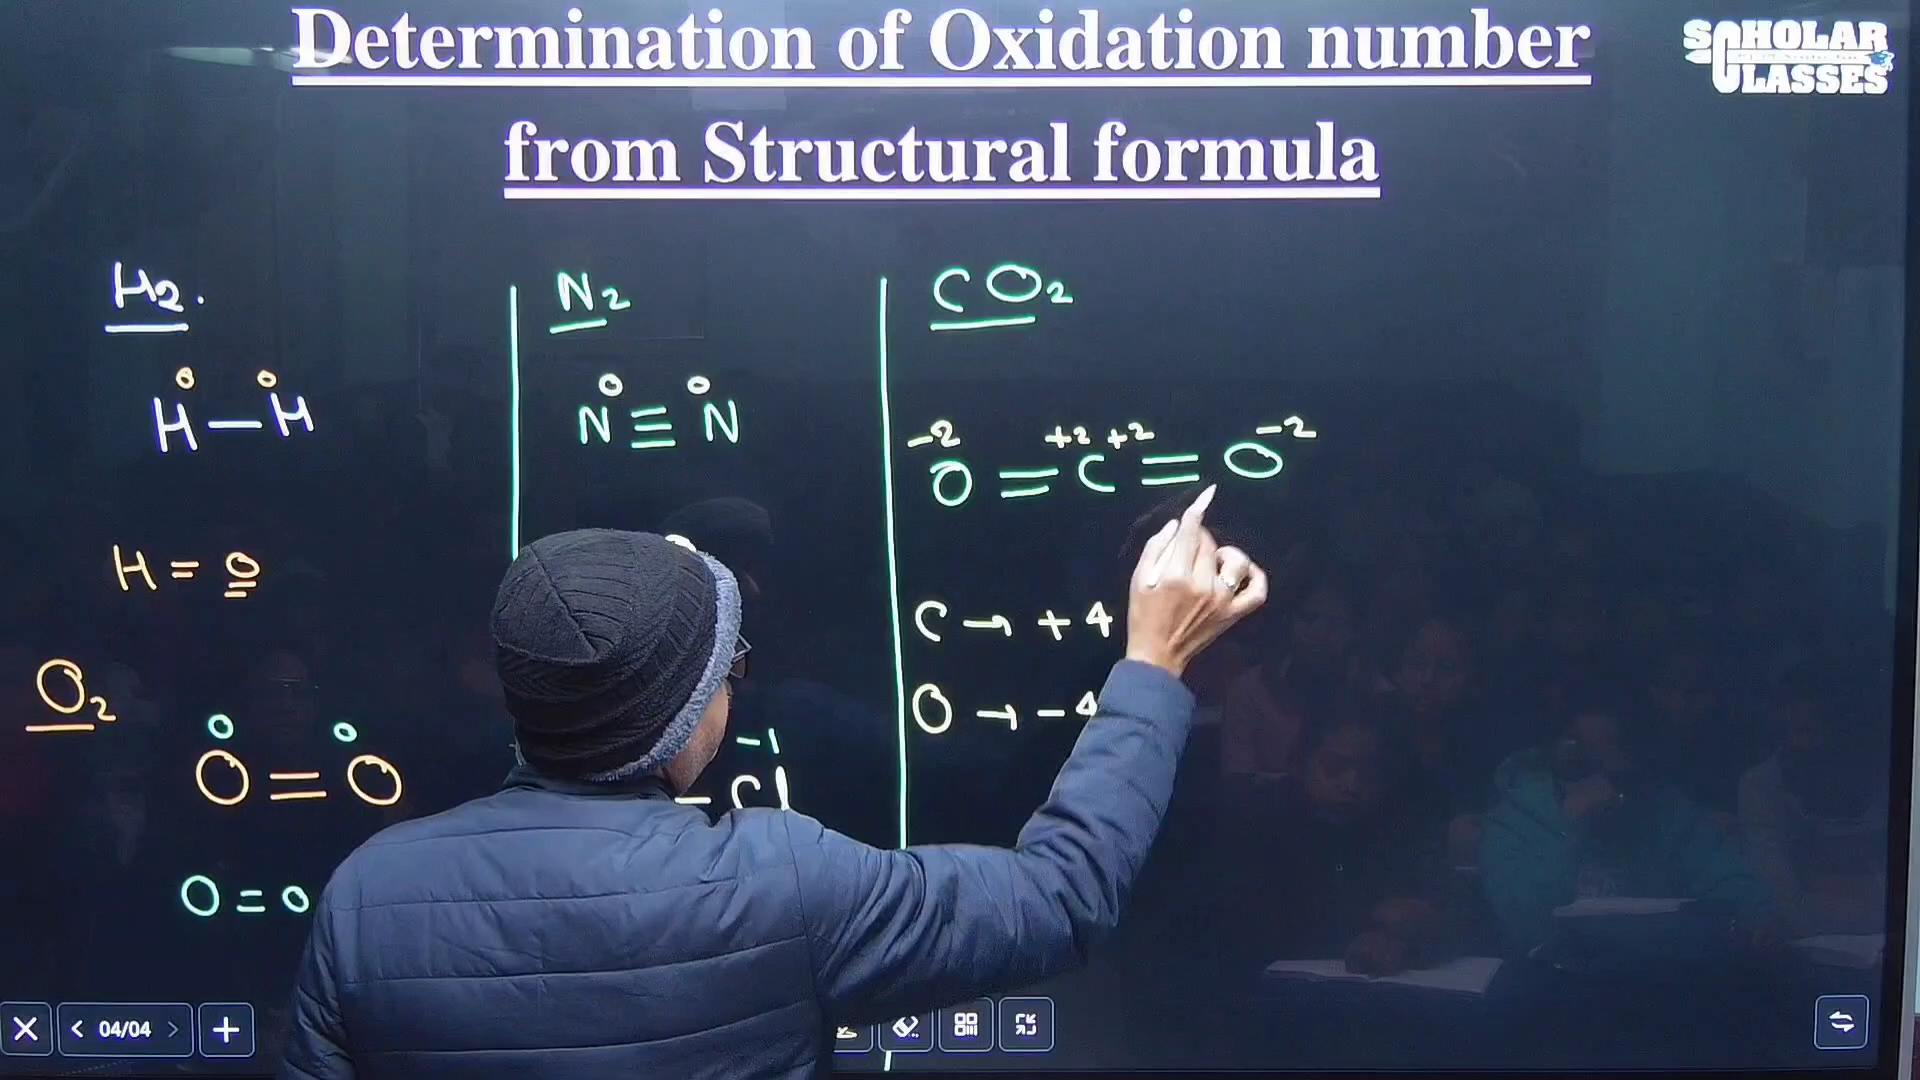 Determination of Oxidation number
from Structural formula
SCHOLAR
CLASSES
H2.
H — H
0 0
H = 0
O2
0 0
O = O
O = 0
N2
0 0
N ≡ N
-1
- Cl
CO2
-2 +2 +2 -2
O = C = O
C → +4
O → -4
04/04